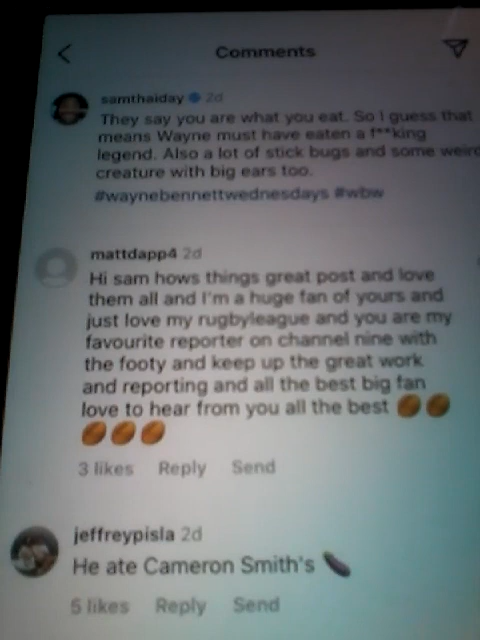 Comments
samthaiday 2d
They say you are what you eat. So I guess that
means Wayne must have eaten a f**king
legend. Also a lot of stick bugs and some weird
creature with big ears too.
#waynebennettwednesdays #wbw
mattdapp4 2d
Hi sam hows things great post and love
them all and I'm a huge fan of yours and
just love my rugbyleague and you are my
favourite reporter on channel nine with
the footy and keep up the great work
and reporting and all the best big fan
love to hear from you all the best 🏉🏉
🏉🏉🏉
3 likes Reply Send
jeffreypisla 2d
He ate Cameron Smith's 🍆
5 likes Reply Send